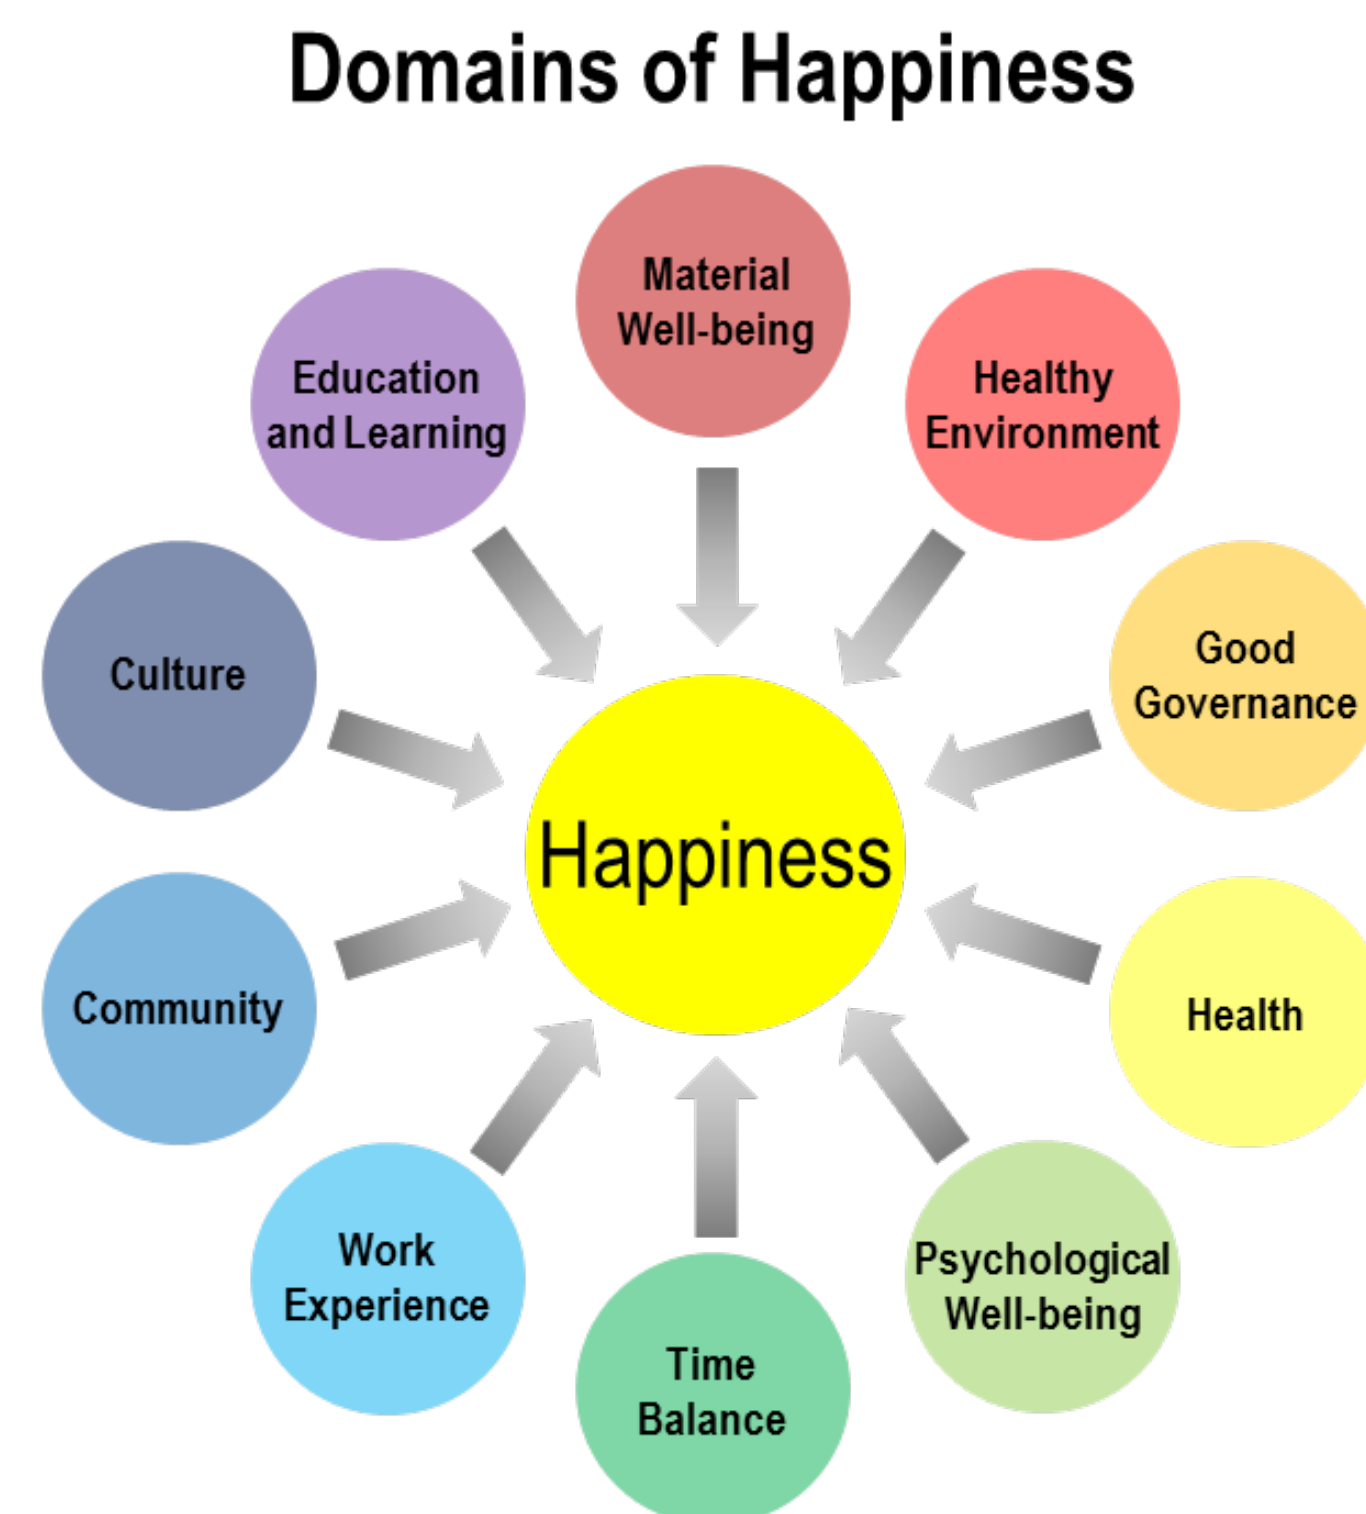 Domains of Happiness
Material
Well-being
Healthy
Environment
Good
Governance
Health
Psychological
Well-being
Time
Balance
Work
Experience
Community
Culture
Education
and Learning
Happiness